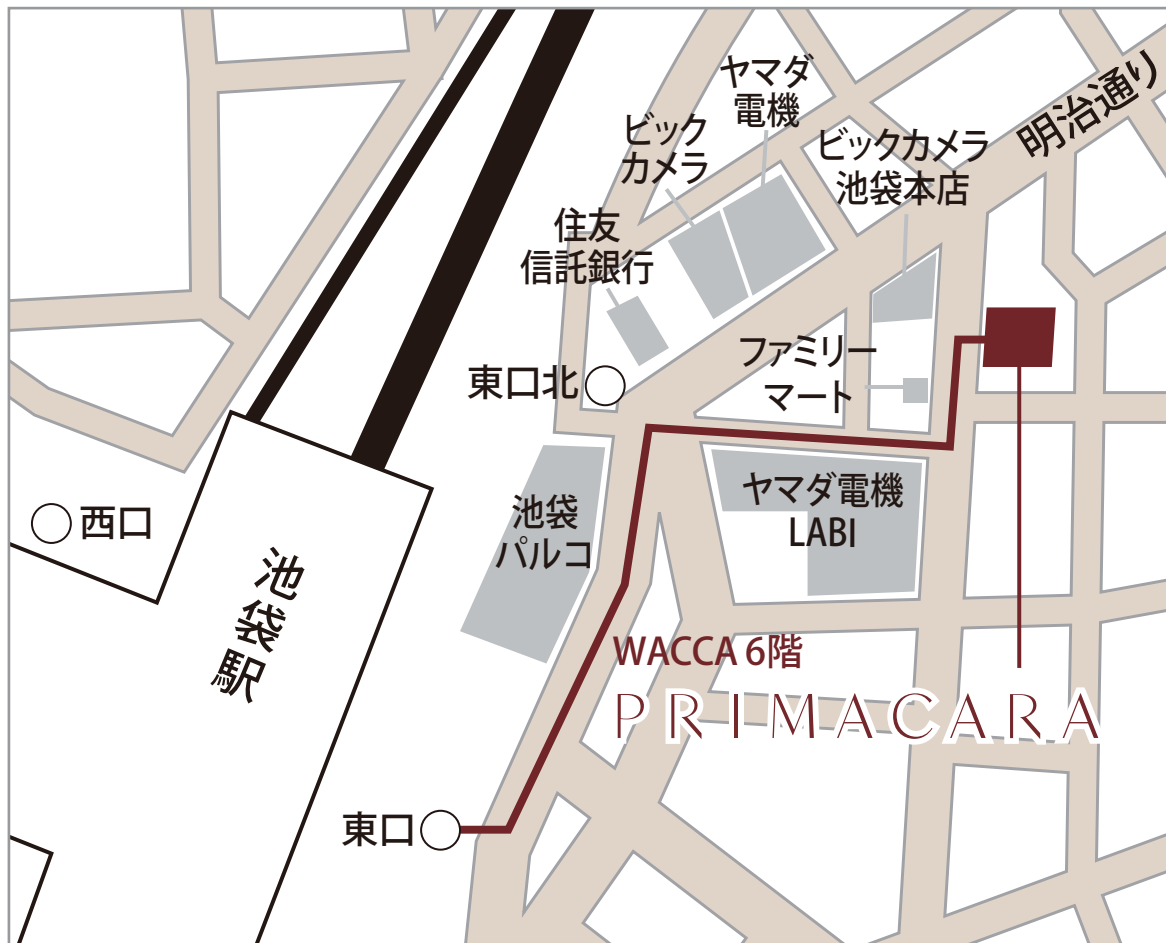 ヤマダ
電機
明治通り
ビック
カメラ
ビックカメラ
池袋本店
住友
信託銀行
ファミリー
マート
東口北
西口
池袋
パルコ
ヤマダ電機
LABI
池袋駅
WACCA 6階
PRIMACARA
東口